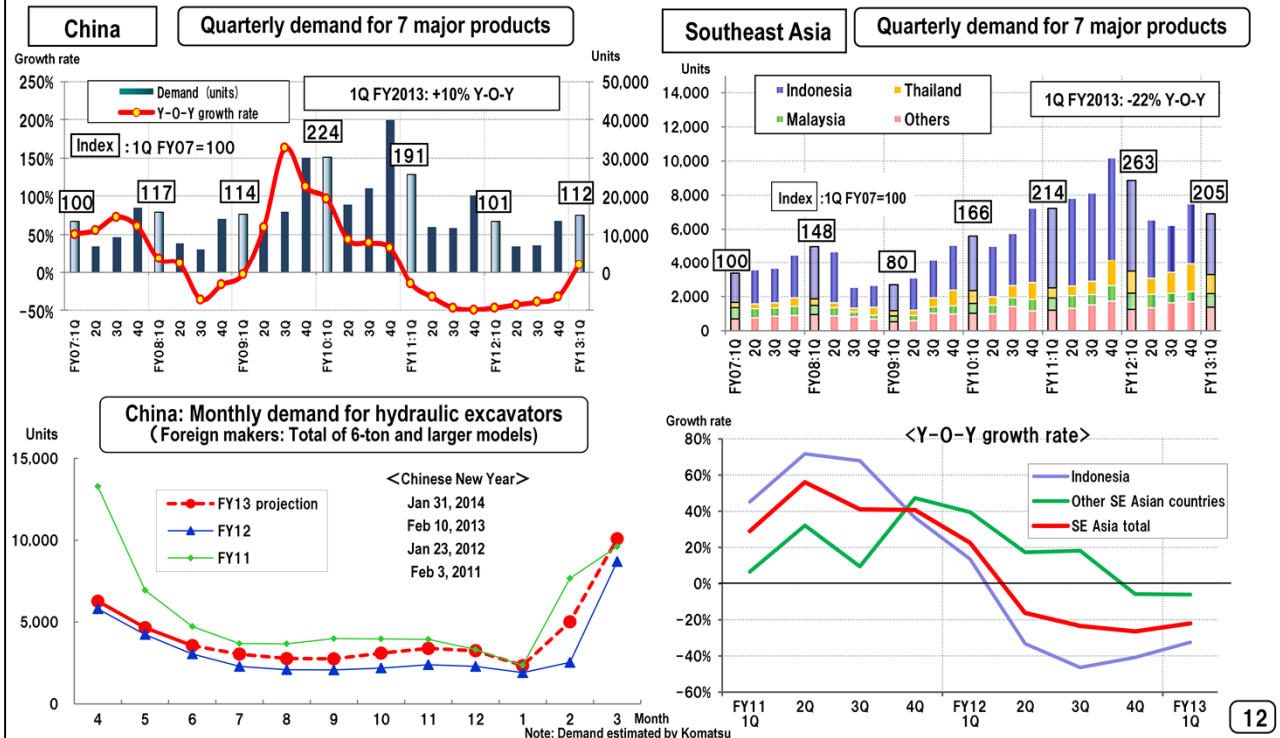 China
Quarterly demand for 7 major products
Growth rate
Units
250%
200%
150%
100%
50%
0%
-50%
50,000
40,000
30,000
20,000
10,000
0
Demand (units)
Y-O-Y growth rate
1Q FY2013: +10% Y-O-Y
Index :1Q FY07=100
100
117
114
224
191
101
112
FY07:1Q
2Q
3Q
4Q
FY08:1Q
2Q
3Q
4Q
FY09:1Q
2Q
3Q
4Q
FY10:1Q
2Q
3Q
4Q
FY11:1Q
2Q
3Q
4Q
FY12:1Q
2Q
3Q
4Q
FY13:1Q
Southeast Asia
Quarterly demand for 7 major products
Units
14,000
12,000
10,000
8,000
6,000
4,000
2,000
0
Indonesia
Thailand
Malaysia
Others
1Q FY2013: -22% Y-O-Y
Index :1Q FY07=100
100
148
80
166
214
263
205
FY07:1Q
2Q
3Q
4Q
FY08:1Q
2Q
3Q
4Q
FY09:1Q
2Q
3Q
4Q
FY10:1Q
2Q
3Q
4Q
FY11:1Q
2Q
3Q
4Q
FY12:1Q
2Q
3Q
4Q
FY13:1Q
China: Monthly demand for hydraulic excavators
(Foreign makers: Total of 6-ton and larger models)
Units
15,000
10,000
5,000
0
FY13 projection
FY12
FY11
<Chinese New Year>
Jan 31, 2014
Feb 10, 2013
Jan 23, 2012
Feb 3, 2011
4 5 6 7 8 9 10 11 12 1 2 3 Month
Note: Demand estimated by Komatsu
Growth rate
<Y-O-Y growth rate>
80%
60%
40%
20%
0%
-20%
-40%
-60%
Indonesia
Other SE Asian countries
SE Asia total
FY11 1Q
2Q
3Q
4Q
FY12 1Q
2Q
3Q
4Q
FY13 1Q
12